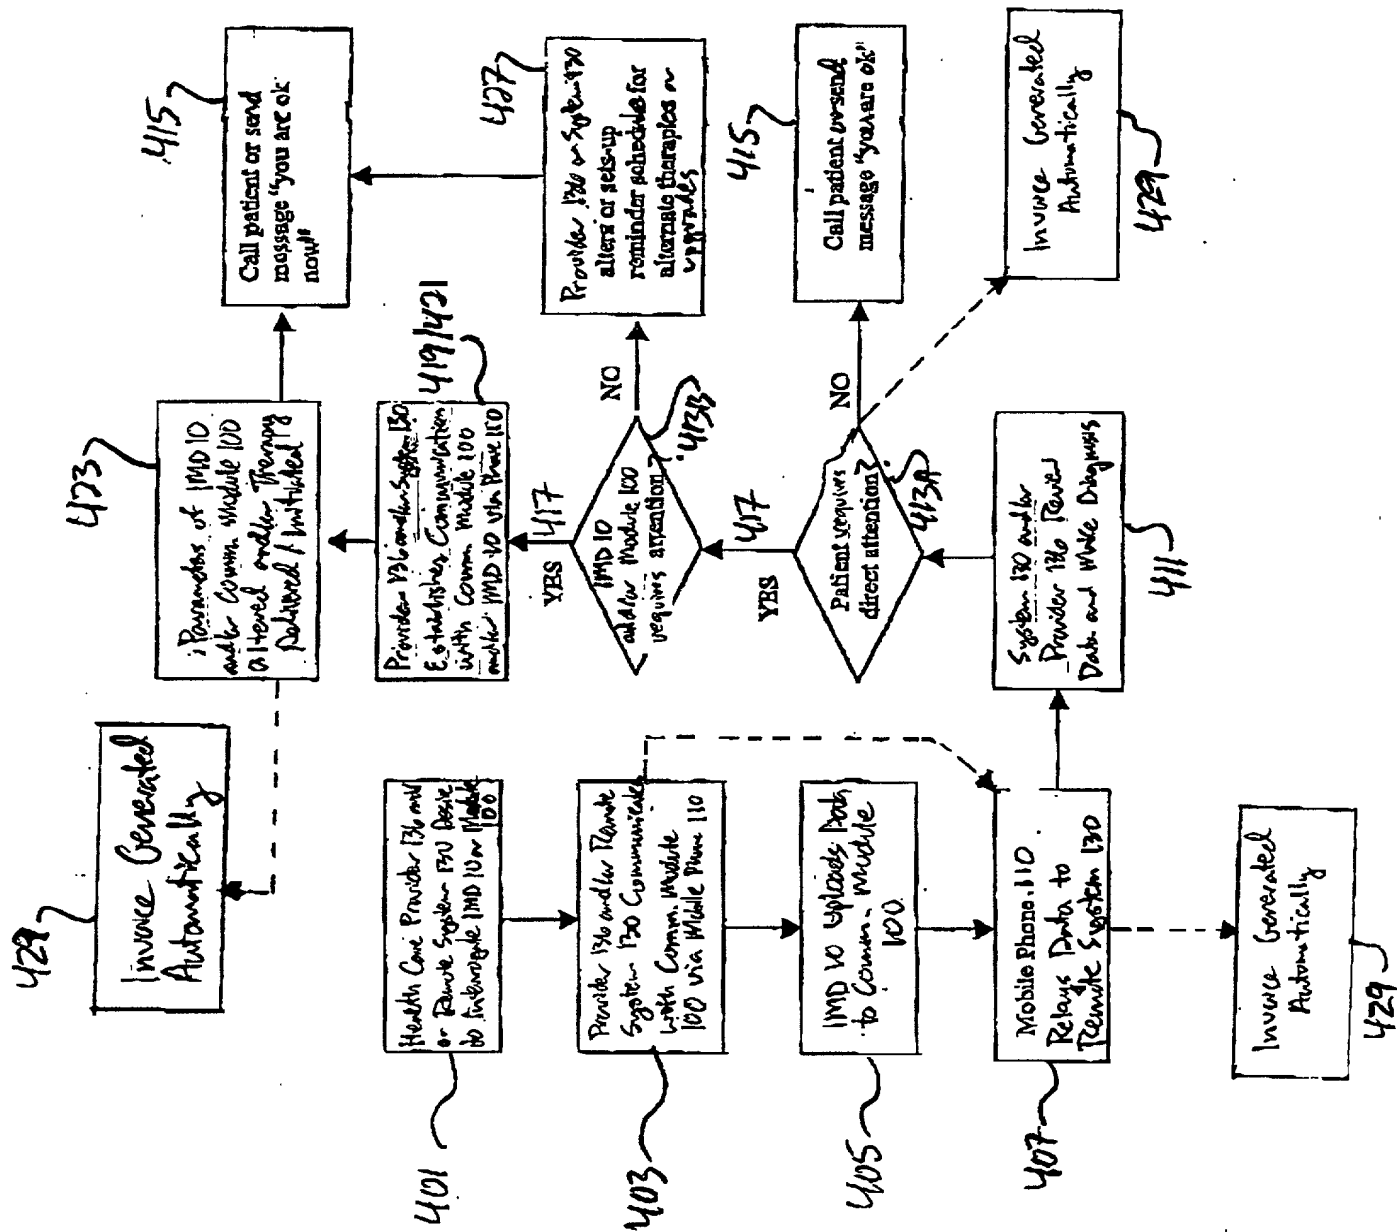 401
Health Care Provider 136 and/
or Remote System 130 Desire
to Interrogate IMD 10 or Module
100
403
Provider 136 and/or Remote
System 130 Communicates
with Comm. Module
100 via Mobile Phone 110
405
IMD 10 Uploads Data
to Comm. Module
100.
407
Mobile Phone 110
Relays Data to
Remote System 130
Invoice Generated
Automatically
429
System 130 and/or
Provider 136 Review
Data and Make Diagnosis
411
Patient requires
direct attention?
413A
NO
Call patient or send
message "you are ok"
415
Invoice Generated
Automatically
429
YES
417
IMD 10
and/or Module 100
requires attention?
413B
NO
Provider 136 or System 130
alters or sets-up
reminder schedule for
alternate therapies or
upgrades
427
YES
417
Provider 136 and/or System 130
Establishes Communication
with Comm Module 100
and/or IMD 10 via Phone 110
419/421
Parameters of IMD 10
and/or Comm Module 100
altered and/or Therapy
Delivered / Initiated
423
Call patient or send
message "you are ok
now"
415
Invoice Generated
Automatically
429